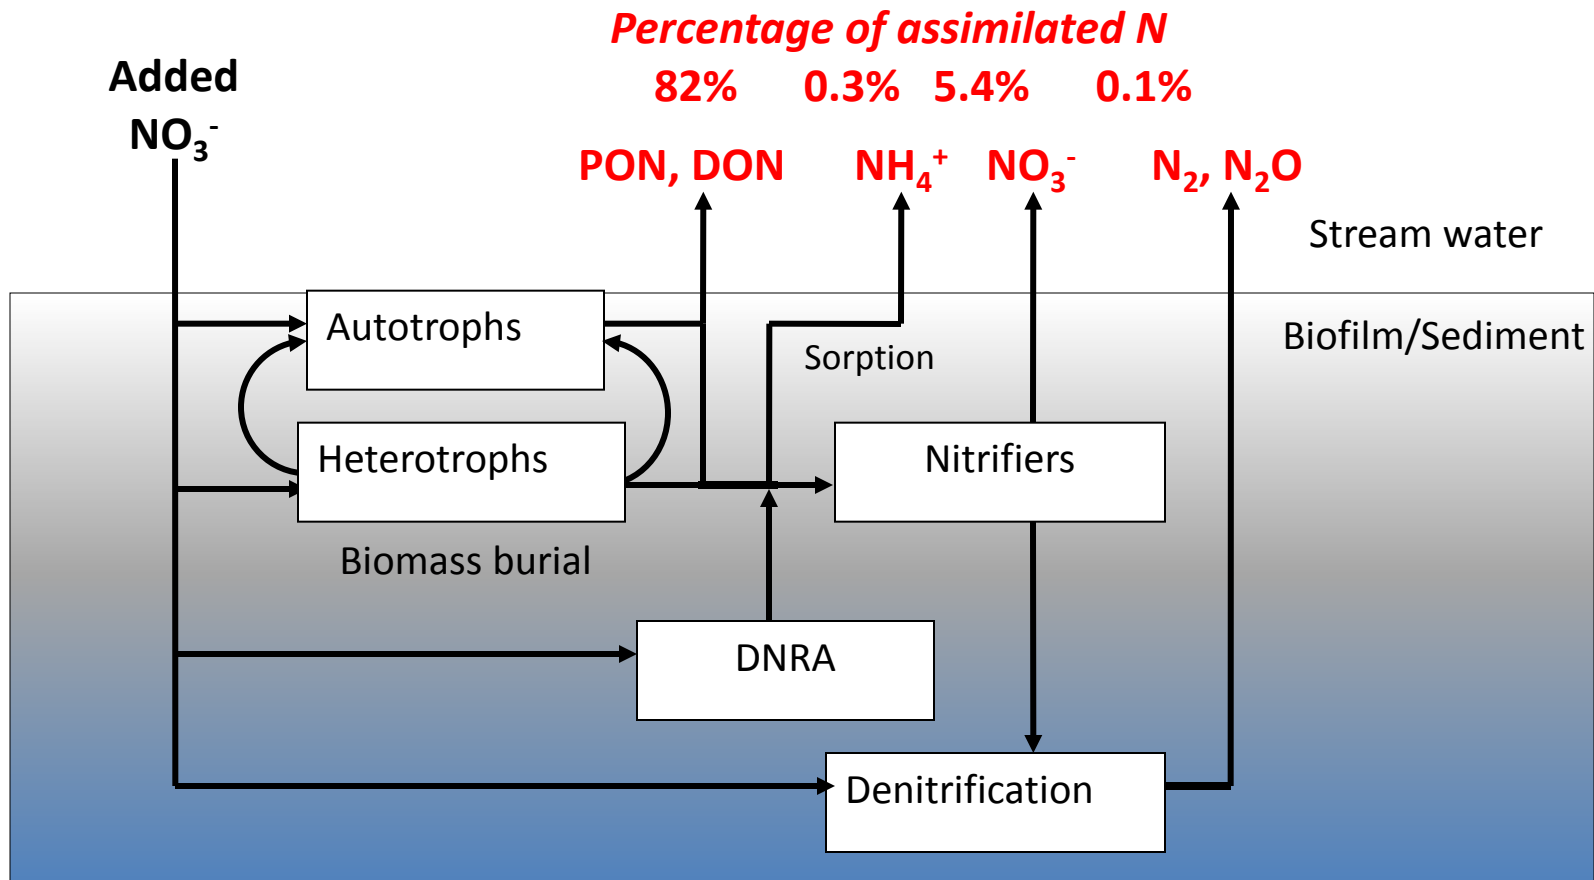 Percentage of assimilated N
82% 0.3% 5.4% 0.1%
Added
NO₃⁻
PON, DON NH₄⁺ NO₃⁻ N₂, N₂O
Stream water
Autotrophs
Biofilm/Sediment
Sorption
Heterotrophs
Nitrifiers
Biomass burial
DNRA
Denitrification